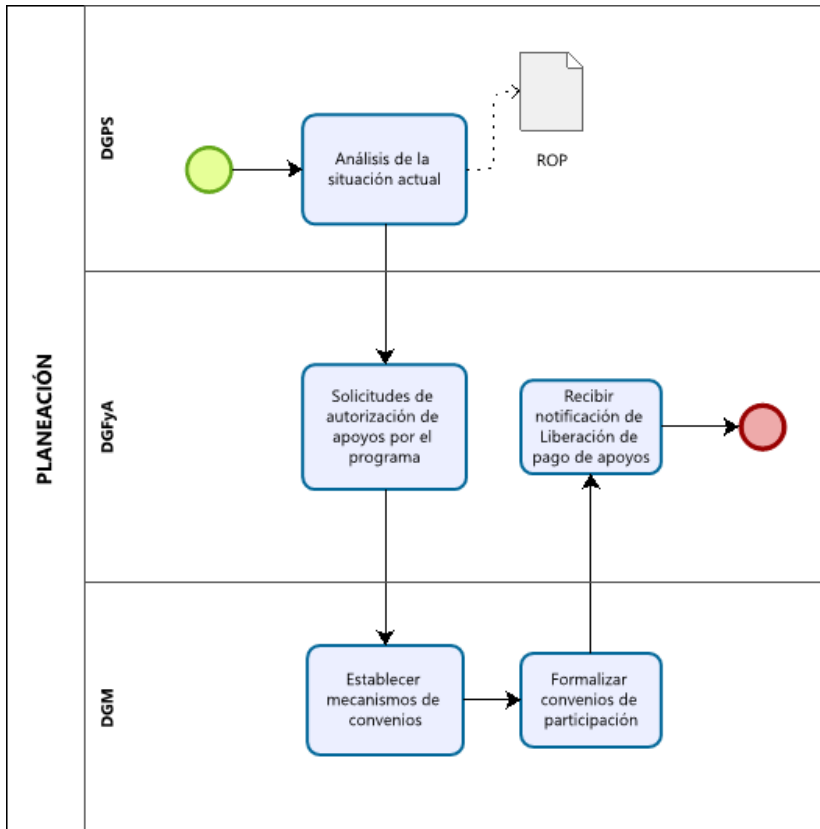 PLANEACIÓN
DGPS
Análisis de la
situación actual
ROP
DGFyA
Solicitudes de
autorización de
apoyos por el
programa
Recibir
notificación de
Liberación de
pago de apoyos
DGM
Establecer
mecanismos de
convenios
Formalizar
convenios de
participación